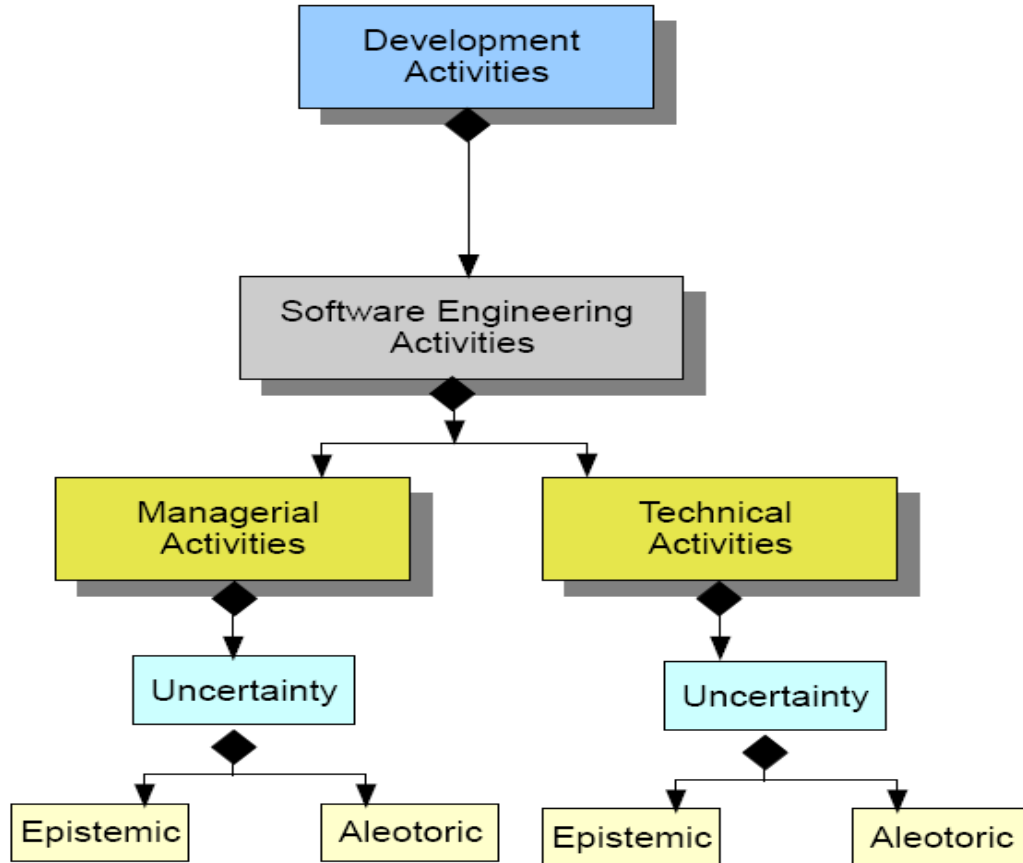 Development
Activities
Software Engineering
Activities
Managerial
Activities
Technical
Activities
Uncertainty
Uncertainty
Epistemic
Aleotoric
Epistemic
Aleotoric